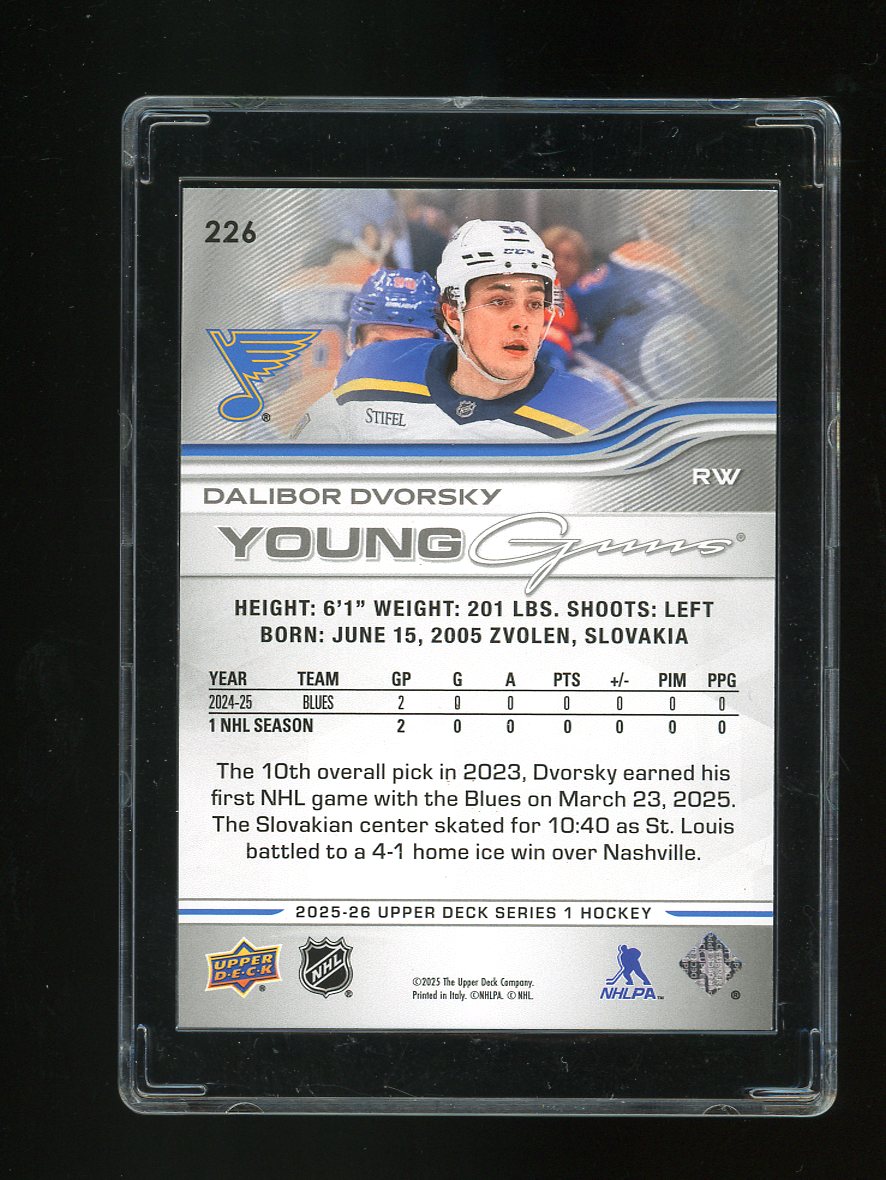 226
54
CCM
STIFEL
NHL
®
RW
DALIBOR DVORSKY
YOUNG Guns®
HEIGHT: 6'1" WEIGHT: 201 LBS. SHOOTS: LEFT
BORN: JUNE 15, 2005 ZVOLEN, SLOVAKIA
YEAR TEAM GP G A PTS +/- PIM PPG
2024-25 BLUES 2 0 0 0 0 0 0
1 NHL SEASON 2 0 0 0 0 0 0
The 10th overall pick in 2023, Dvorsky earned his
first NHL game with the Blues on March 23, 2025.
The Slovakian center skated for 10:40 as St. Louis
battled to a 4-1 home ice win over Nashville.
2025-26 UPPER DECK SERIES 1 HOCKEY
UPPER DECK®
NHL®
©2025 The Upper Deck Company.
Printed in Italy. ©NHLPA. © NHL.
NHLPA™
®